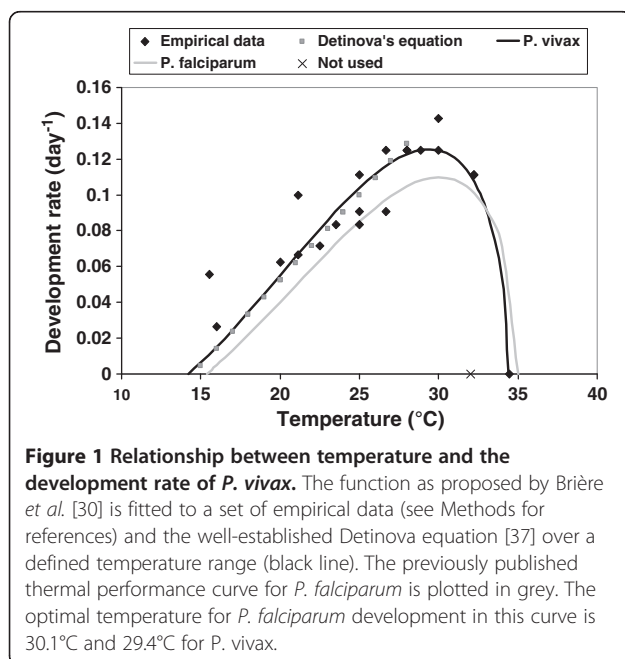 Empirical data Detinova's equation P. vivax
P. falciparum Not used
0.16
0.14
0.12
0.1
0.08
0.06
0.04
0.02
0
Development rate (day-1)
10 15 20 25 30 35 40
Temperature (°C)
Figure 1 Relationship between temperature and the
development rate of P. vivax. The function as proposed by Brière
et al. [30] is fitted to a set of empirical data (see Methods for
references) and the well-established Detinova equation [37] over a
defined temperature range (black line). The previously published
thermal performance curve for P. falciparum is plotted in grey. The
optimal temperature for P. falciparum development in this curve is
30.1°C and 29.4°C for P. vivax.